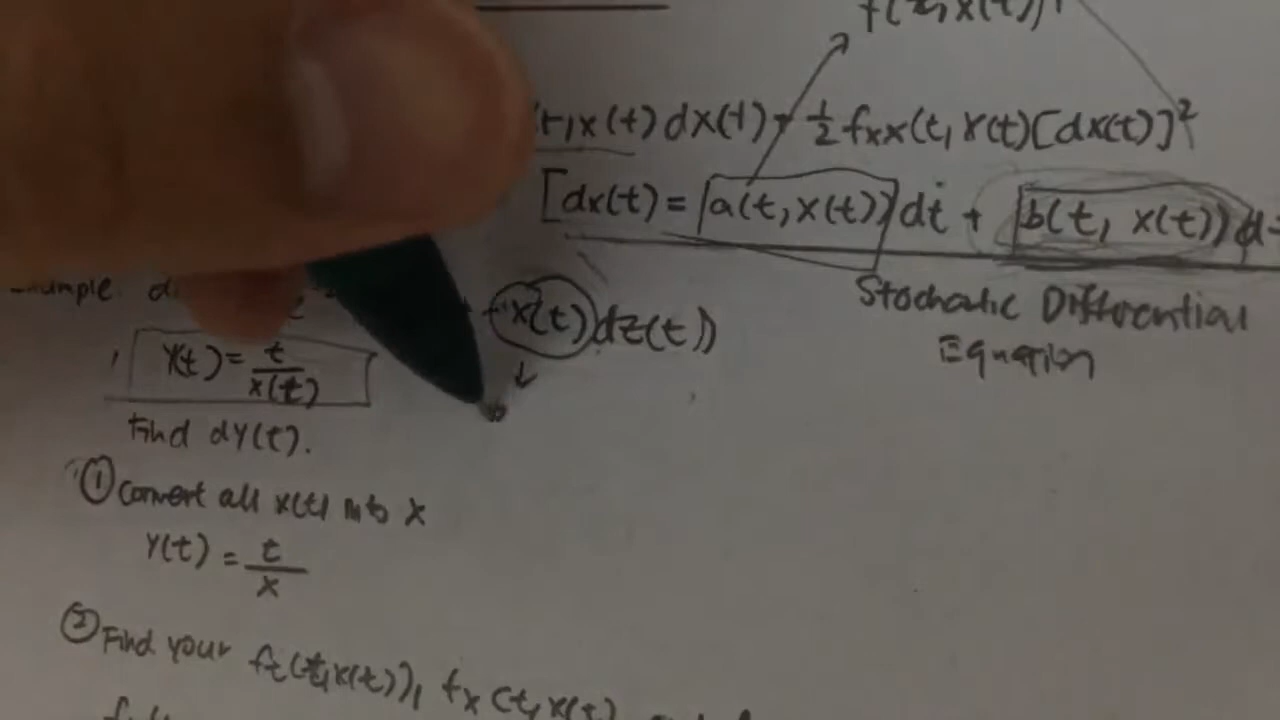 f(t, x(t))
t, x(t) dx(t) + ½ fxx(t, x(t) [dx(t)]²
[dx(t) = a(t, x(t)) dt + b(t, x(t)) d
Stochatic Differential
Equation
x(t) dz(t))
Y(t) = t/x(t)
Find dY(t).
① Convert all x(t) into x
Y(t) = t/x
② Find your ft(t, x(t)), fx(t, x(t)